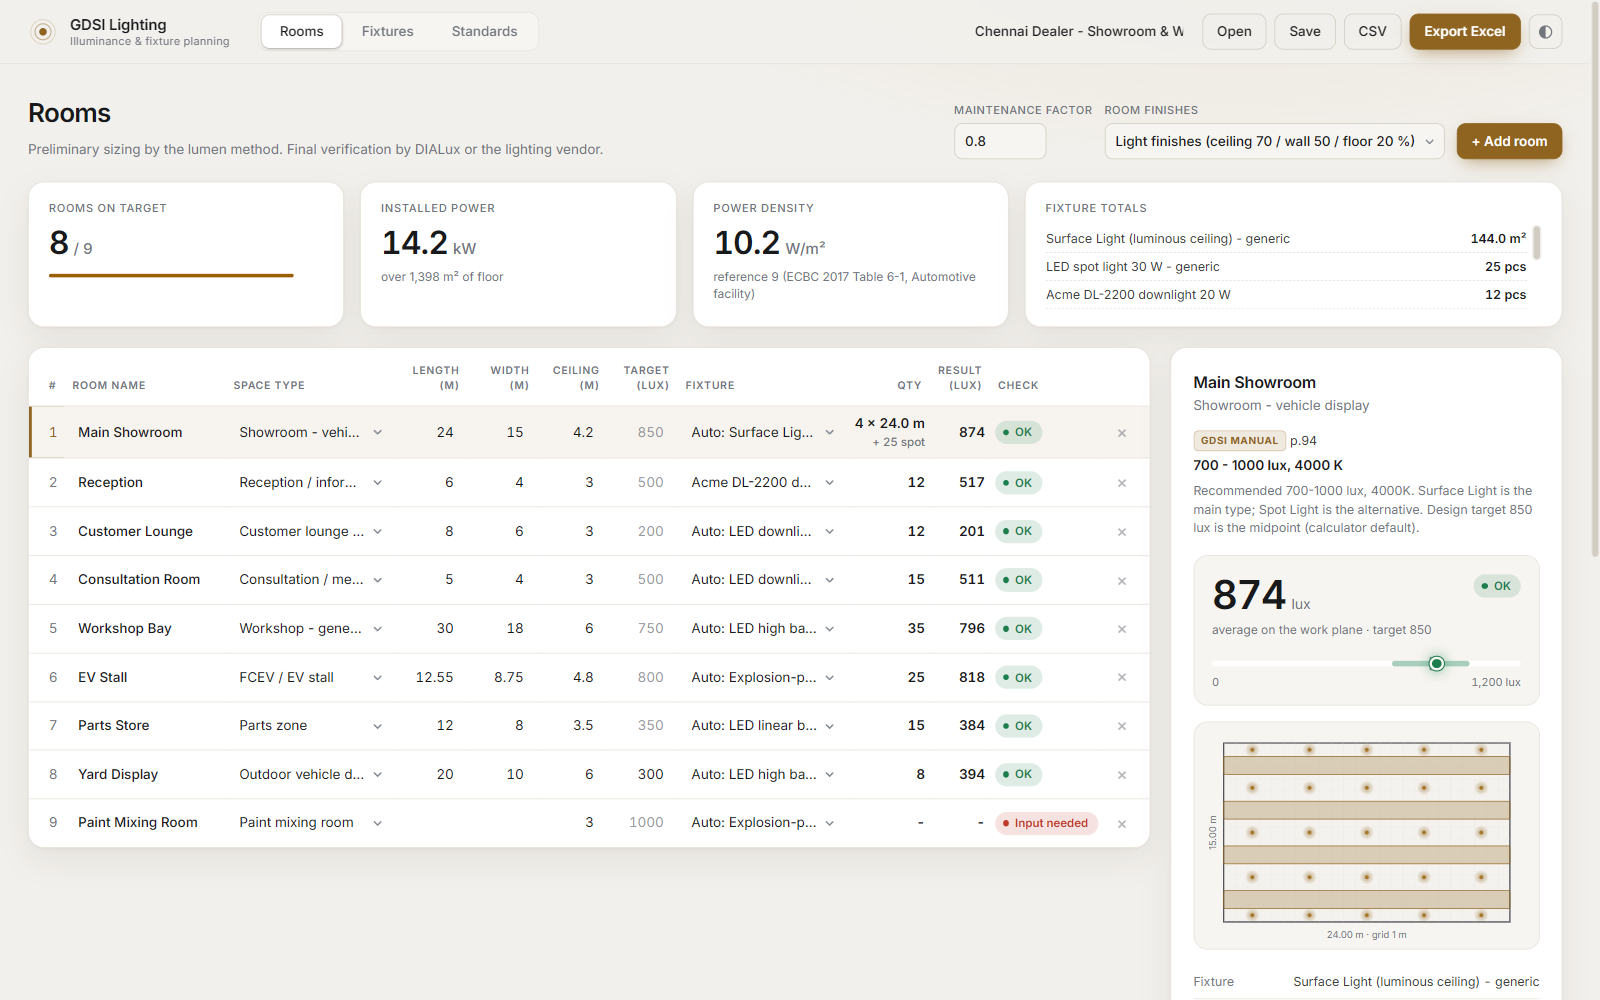 GDSI Lighting
Illuminance & fixture planning
Rooms
Fixtures
Standards
Chennai Dealer - Showroom & W
Open
Save
CSV
Export Excel
Rooms
Preliminary sizing by the lumen method. Final verification by DIALux or the lighting vendor.
MAINTENANCE FACTOR
0.8
ROOM FINISHES
Light finishes (ceiling 70 / wall 50 / floor 20 %)
+ Add room
ROOMS ON TARGET
8 / 9
INSTALLED POWER
14.2 kW
over 1,398 m² of floor
POWER DENSITY
10.2 W/m²
reference 9 (ECBC 2017 Table 6-1, Automotive
facility)
FIXTURE TOTALS
Surface Light (luminous ceiling) - generic 144.0 m²
LED spot light 30 W - generic 25 pcs
Acme DL-2200 downlight 20 W 12 pcs
# ROOM NAME SPACE TYPE LENGTH (M) WIDTH (M) CEILING (M) TARGET (LUX) FIXTURE QTY RESULT (LUX) CHECK
1 Main Showroom Showroom - vehi... 24 15 4.2 850 Auto: Surface Lig... 4 × 24.0 m + 25 spot 874 OK ×
2 Reception Reception / infor... 6 4 3 500 Acme DL-2200 d... 12 517 OK ×
3 Customer Lounge Customer lounge ... 8 6 3 200 Auto: LED downli... 12 201 OK ×
4 Consultation Room Consultation / me... 5 4 3 500 Auto: LED downli... 15 511 OK ×
5 Workshop Bay Workshop - gene... 30 18 6 750 Auto: LED high ba... 35 796 OK ×
6 EV Stall FCEV / EV stall 12.55 8.75 4.8 800 Auto: Explosion-p... 25 818 OK ×
7 Parts Store Parts zone 12 8 3.5 350 Auto: LED linear b... 15 384 OK ×
8 Yard Display Outdoor vehicle d... 20 10 6 300 Auto: LED high ba... 8 394 OK ×
9 Paint Mixing Room Paint mixing room 3 1000 Auto: Explosion-p... - - Input needed ×
Main Showroom
Showroom - vehicle display
GDSI MANUAL p.94
700 - 1000 lux, 4000 K
Recommended 700-1000 lux, 4000K. Surface Light is the
main type; Spot Light is the alternative. Design target 850
lux is the midpoint (calculator default).
874 lux
OK
average on the work plane · target 850
0 1,200 lux
15.00 m
24.00 m · grid 1 m
Fixture Surface Light (luminous ceiling) - generic